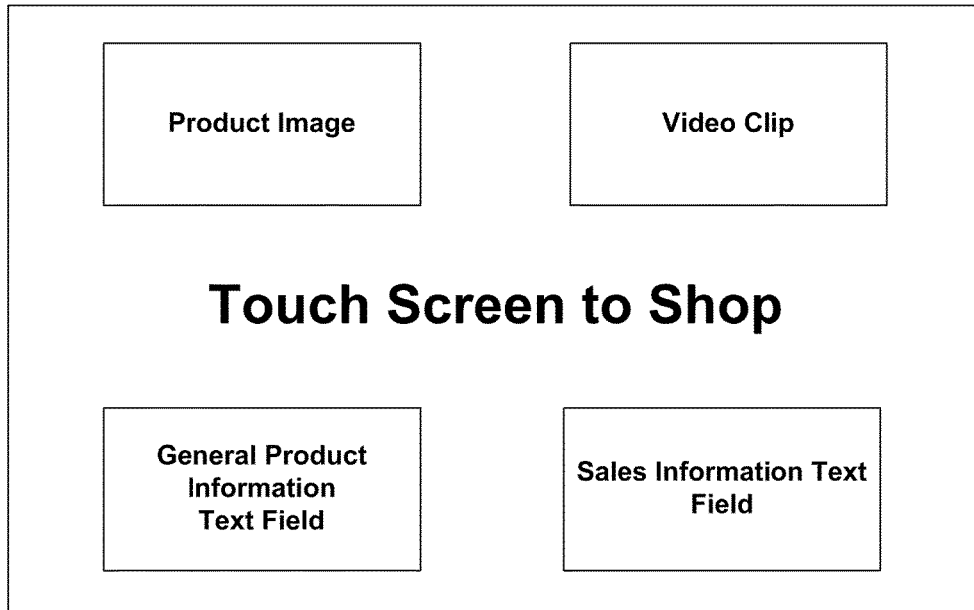 Product Image
Video Clip
Touch Screen to Shop
General Product
Information
Text Field
Sales Information Text
Field